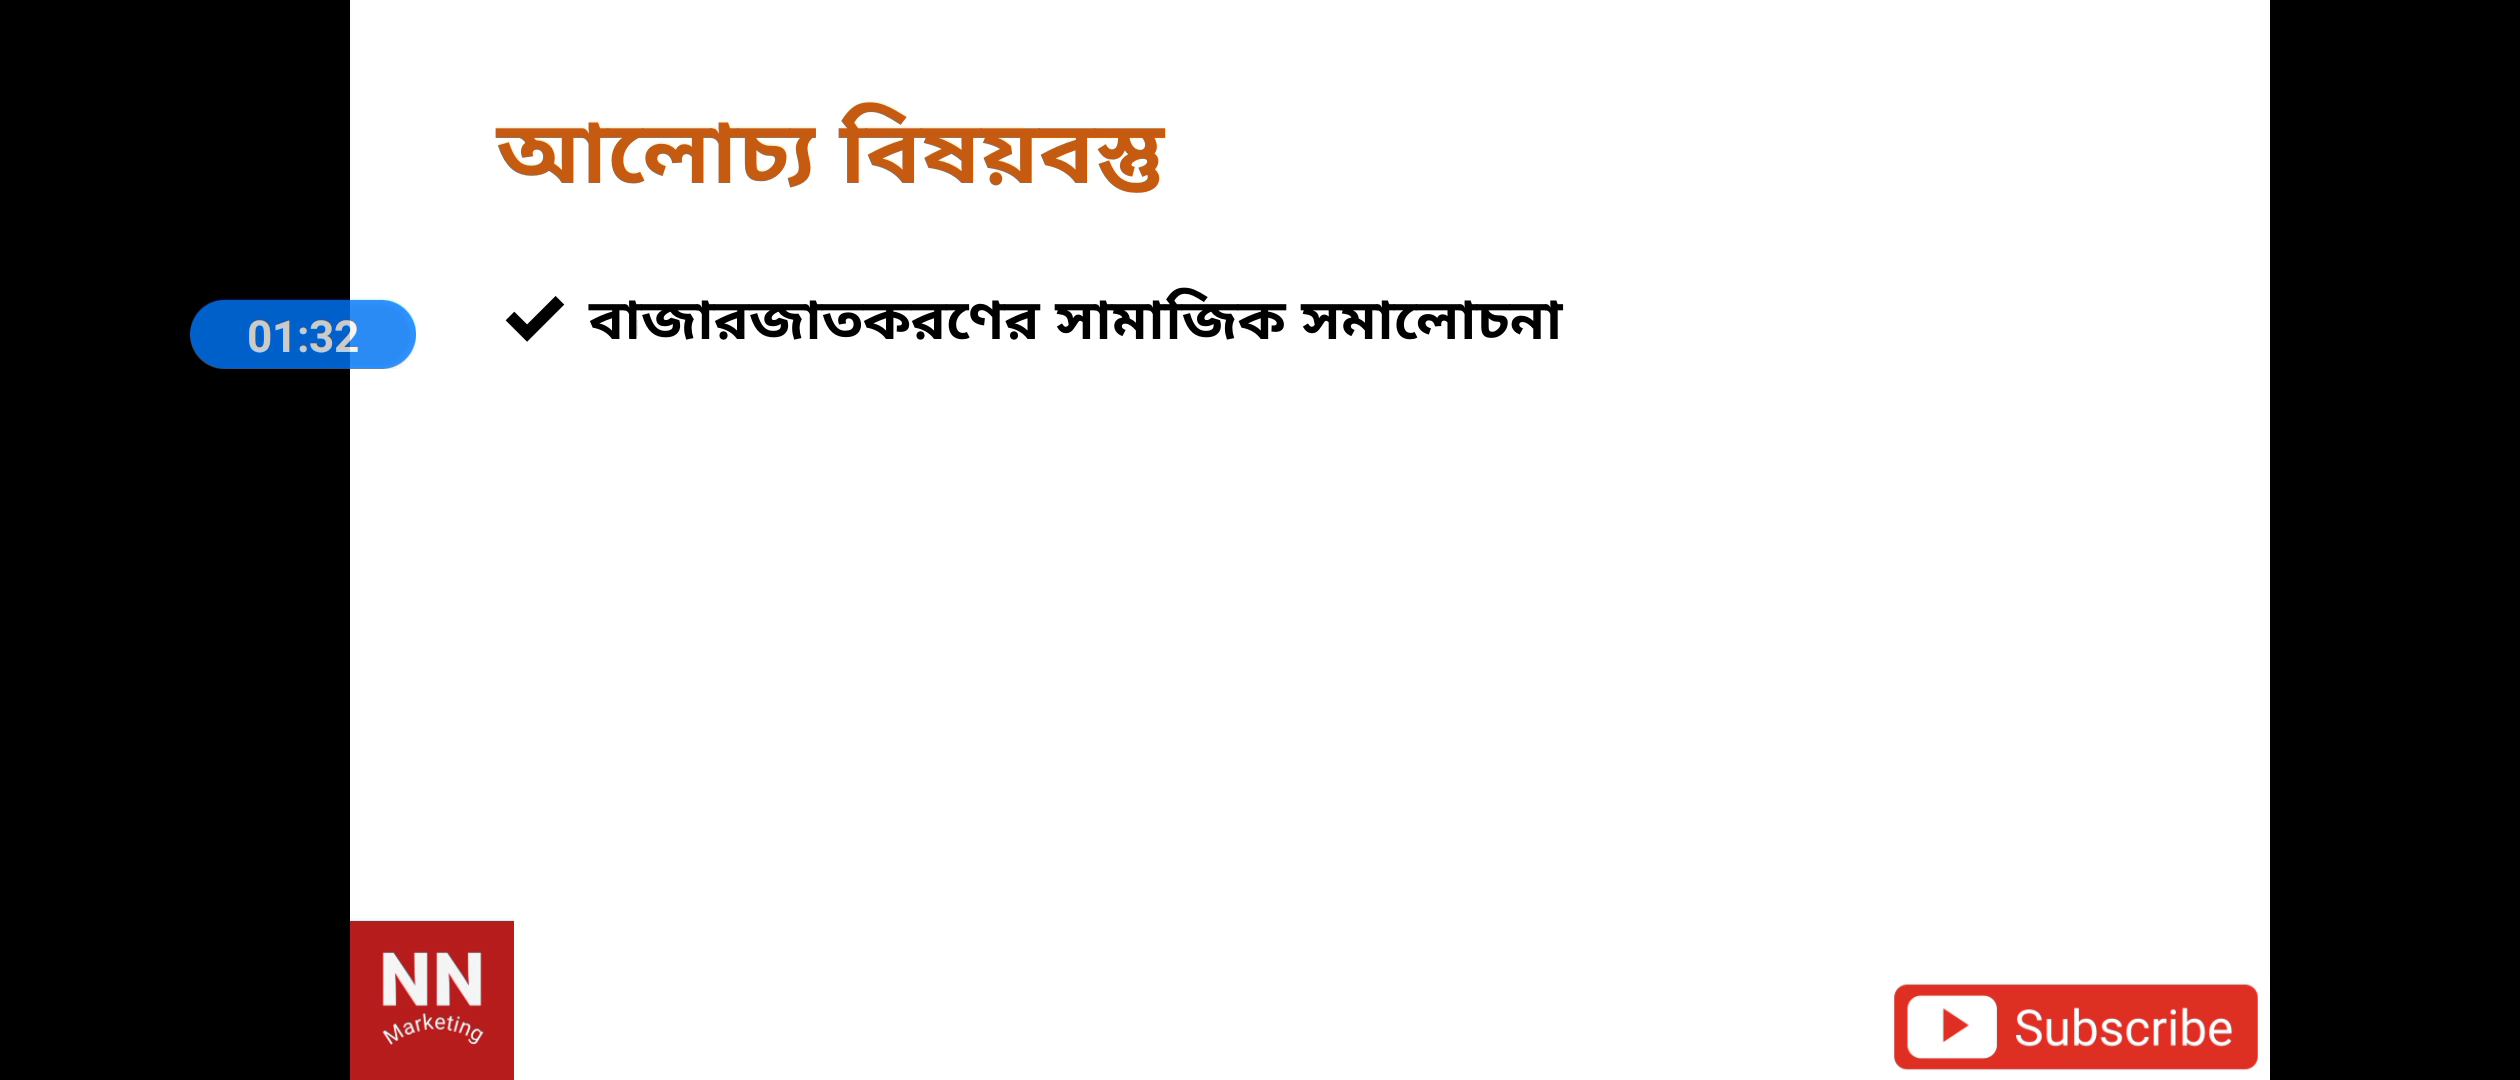 আলোচ্য বিষয়বস্তু
বাজারজাতকরণের সামাজিক সমালোচনা
01:32
NN
Marketing
Subscribe